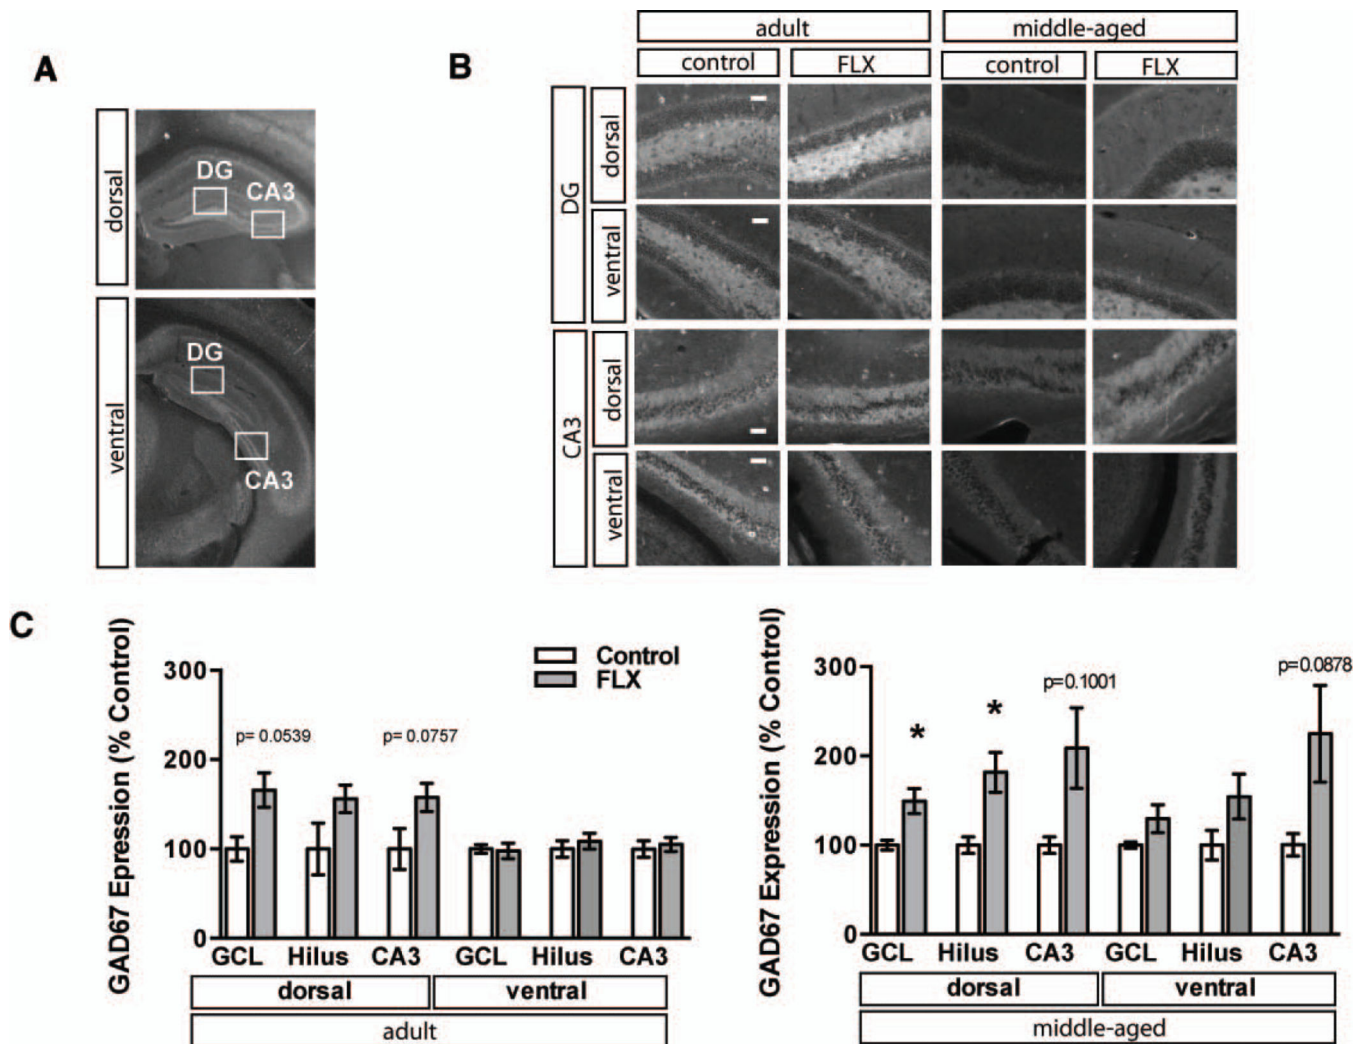 A
dorsal
DG
CA3
ventral
DG
CA3
B
adult
middle-aged
control
FLX
control
FLX
DG
dorsal
ventral
CA3
dorsal
ventral
C
GAD67 Epression (% Control)
300
200
100
0
Control
FLX
p= 0.0539
p= 0.0757
GCL Hilus CA3 GCL Hilus CA3
dorsal ventral
adult
GAD67 Expression (% Control)
300
200
100
0
*
*
p=0.1001
p=0.0878
GCL Hilus CA3 GCL Hilus CA3
dorsal ventral
middle-aged